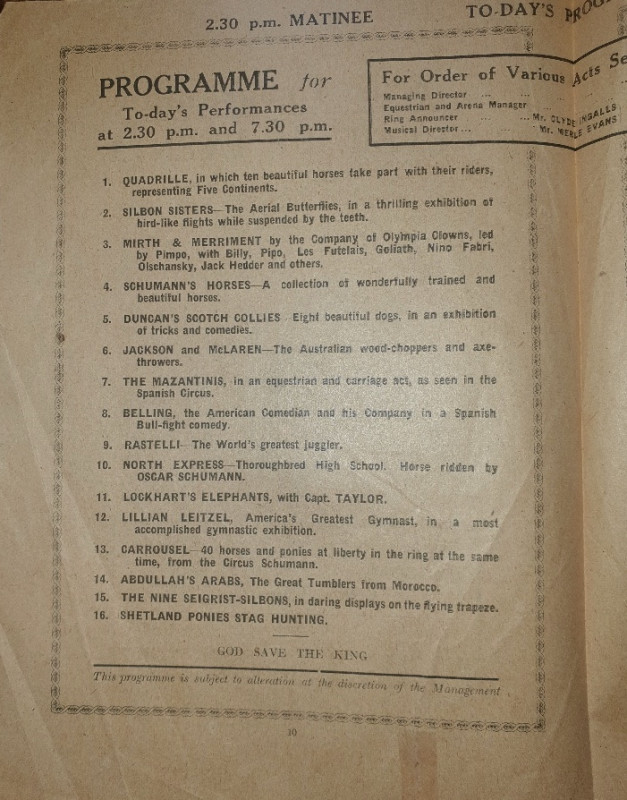 2.30 p.m. MATINEE
TO-DAY'S
PROGRAMME for
To-day's Performances
at 2.30 p.m. and 7.30 p.m.
For Order of Various Acts Se
Managing Director ... ...
Equestrian and Arena Manager ...
Ring Announcer ... ... Mr. CLYDE INGALLS
Musical Director ... ... Mr. MERLE EVANS
1. QUADRILLE, in which ten beautiful horses take part with their riders,
representing Five Continents.
2. SILBON SISTERS—The Aerial Butterflies, in a thrilling exhibition of
bird-like flights while suspended by the teeth.
3. MIRTH & MERRIMENT by the Company of Olympia Clowns, led
by Pimpo, with Billy, Pipo, Les Futelais, Goliath, Nino Fabri,
Olschansky, Jack Hedder and others.
4. SCHUMANN'S HORSES—A collection of wonderfully trained and
beautiful horses.
5. DUNCAN'S SCOTCH COLLIES—Eight beautiful dogs, in an exhibition
of tricks and comedies.
6. JACKSON and McLAREN—The Australian wood-choppers and axe-
throwers.
7. THE MAZANTINIS, in an equestrian and carriage act, as seen in the
Spanish Circus.
8. BELLING, the American Comedian and his Company in a Spanish
Bull-fight comedy.
9. RASTELLI—The World's greatest juggler.
10. NORTH EXPRESS—Thoroughbred High School. Horse ridden by
OSCAR SCHUMANN.
11. LOCKHART'S ELEPHANTS, with Capt. TAYLOR.
12. LILLIAN LEITZEL, America's Greatest Gymnast, in a most
accomplished gymnastic exhibition.
13. CARROUSEL—40 horses and ponies at liberty in the ring at the same
time, from the Circus Schumann.
14. ABDULLAH'S ARABS, The Great Tumblers from Morocco.
15. THE NINE SEIGRIST-SILBONS, in daring displays on the flying trapeze.
16. SHETLAND PONIES STAG HUNTING.
GOD SAVE THE KING
This programme is subject to alteration at the discretion of the Management.
10